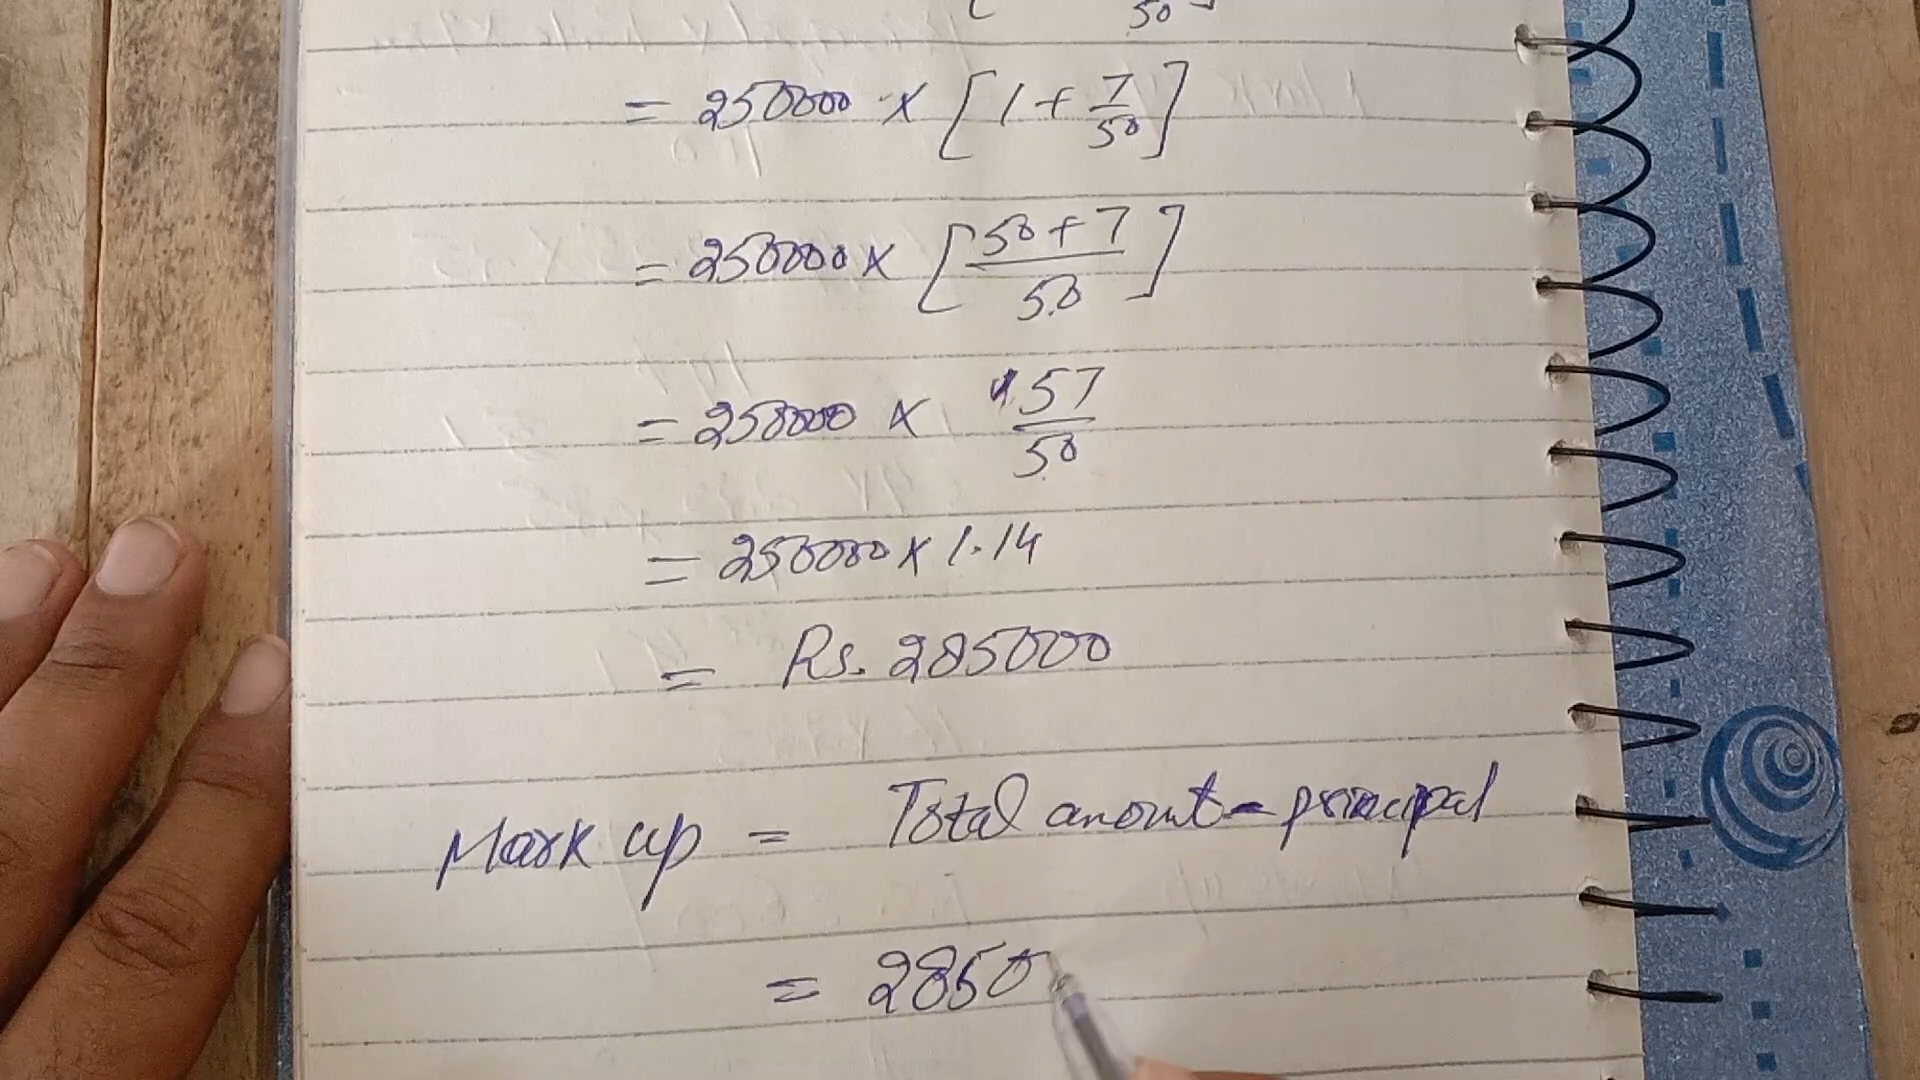 50
= 250000 × [1 + 7/50]
= 250000 × [50 + 7/50]
= 250000 × 57/50
= 250000 × 1.14
= Rs. 285000
Mark up = Total amount - principal
= 2850